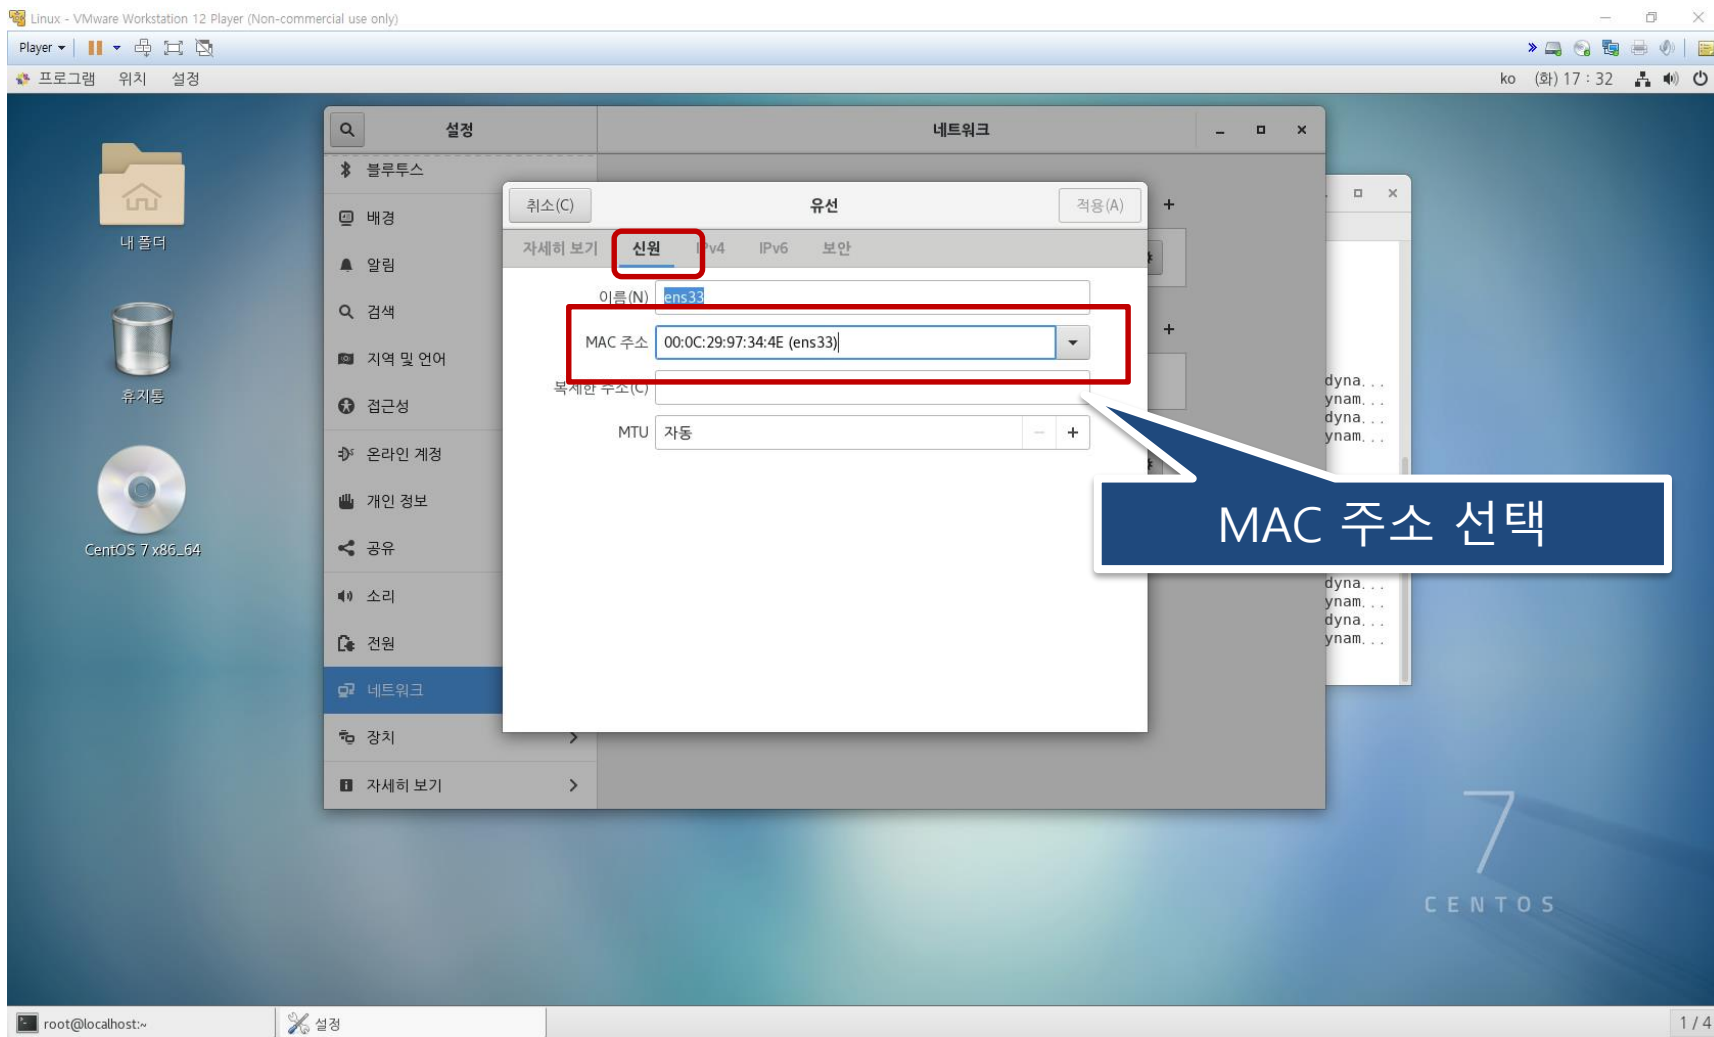 Linux - VMware Workstation 12 Player (Non-commercial use only)
Player
프로그램 위치 설정
ko (화) 17 : 32
설정
네트워크
블루투스
배경
알림
검색
지역 및 언어
접근성
온라인 계정
개인 정보
공유
소리
전원
네트워크
장치
자세히 보기
취소(C)
유선
적용(A)
자세히 보기 신원 IPv4 IPv6 보안
이름(N) ens33
MAC 주소 00:0C:29:97:34:4E (ens33)
복제한 주소(C)
MTU 자동
MAC 주소 선택
dyna...
ynam...
dyna...
ynam...
dyna...
ynam...
dyna...
ynam...
내 폴더
휴지통
CentOS 7 x86_64
7
CENTOS
root@localhost:~
설정
1 / 4